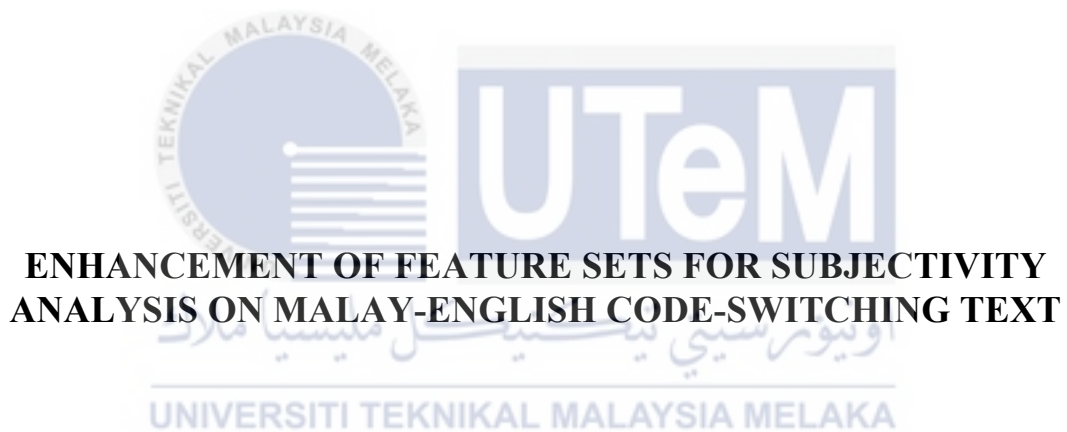 UNIVERSITI TEKNIKAL MALAYSIA MELAKA
UTeM
ENHANCEMENT OF FEATURE SETS FOR SUBJECTIVITY
ANALYSIS ON MALAY-ENGLISH CODE-SWITCHING TEXT
اونيۏرسيتي تيكنيكل مليسيا ملاك
UNIVERSITI TEKNIKAL MALAYSIA MELAKA